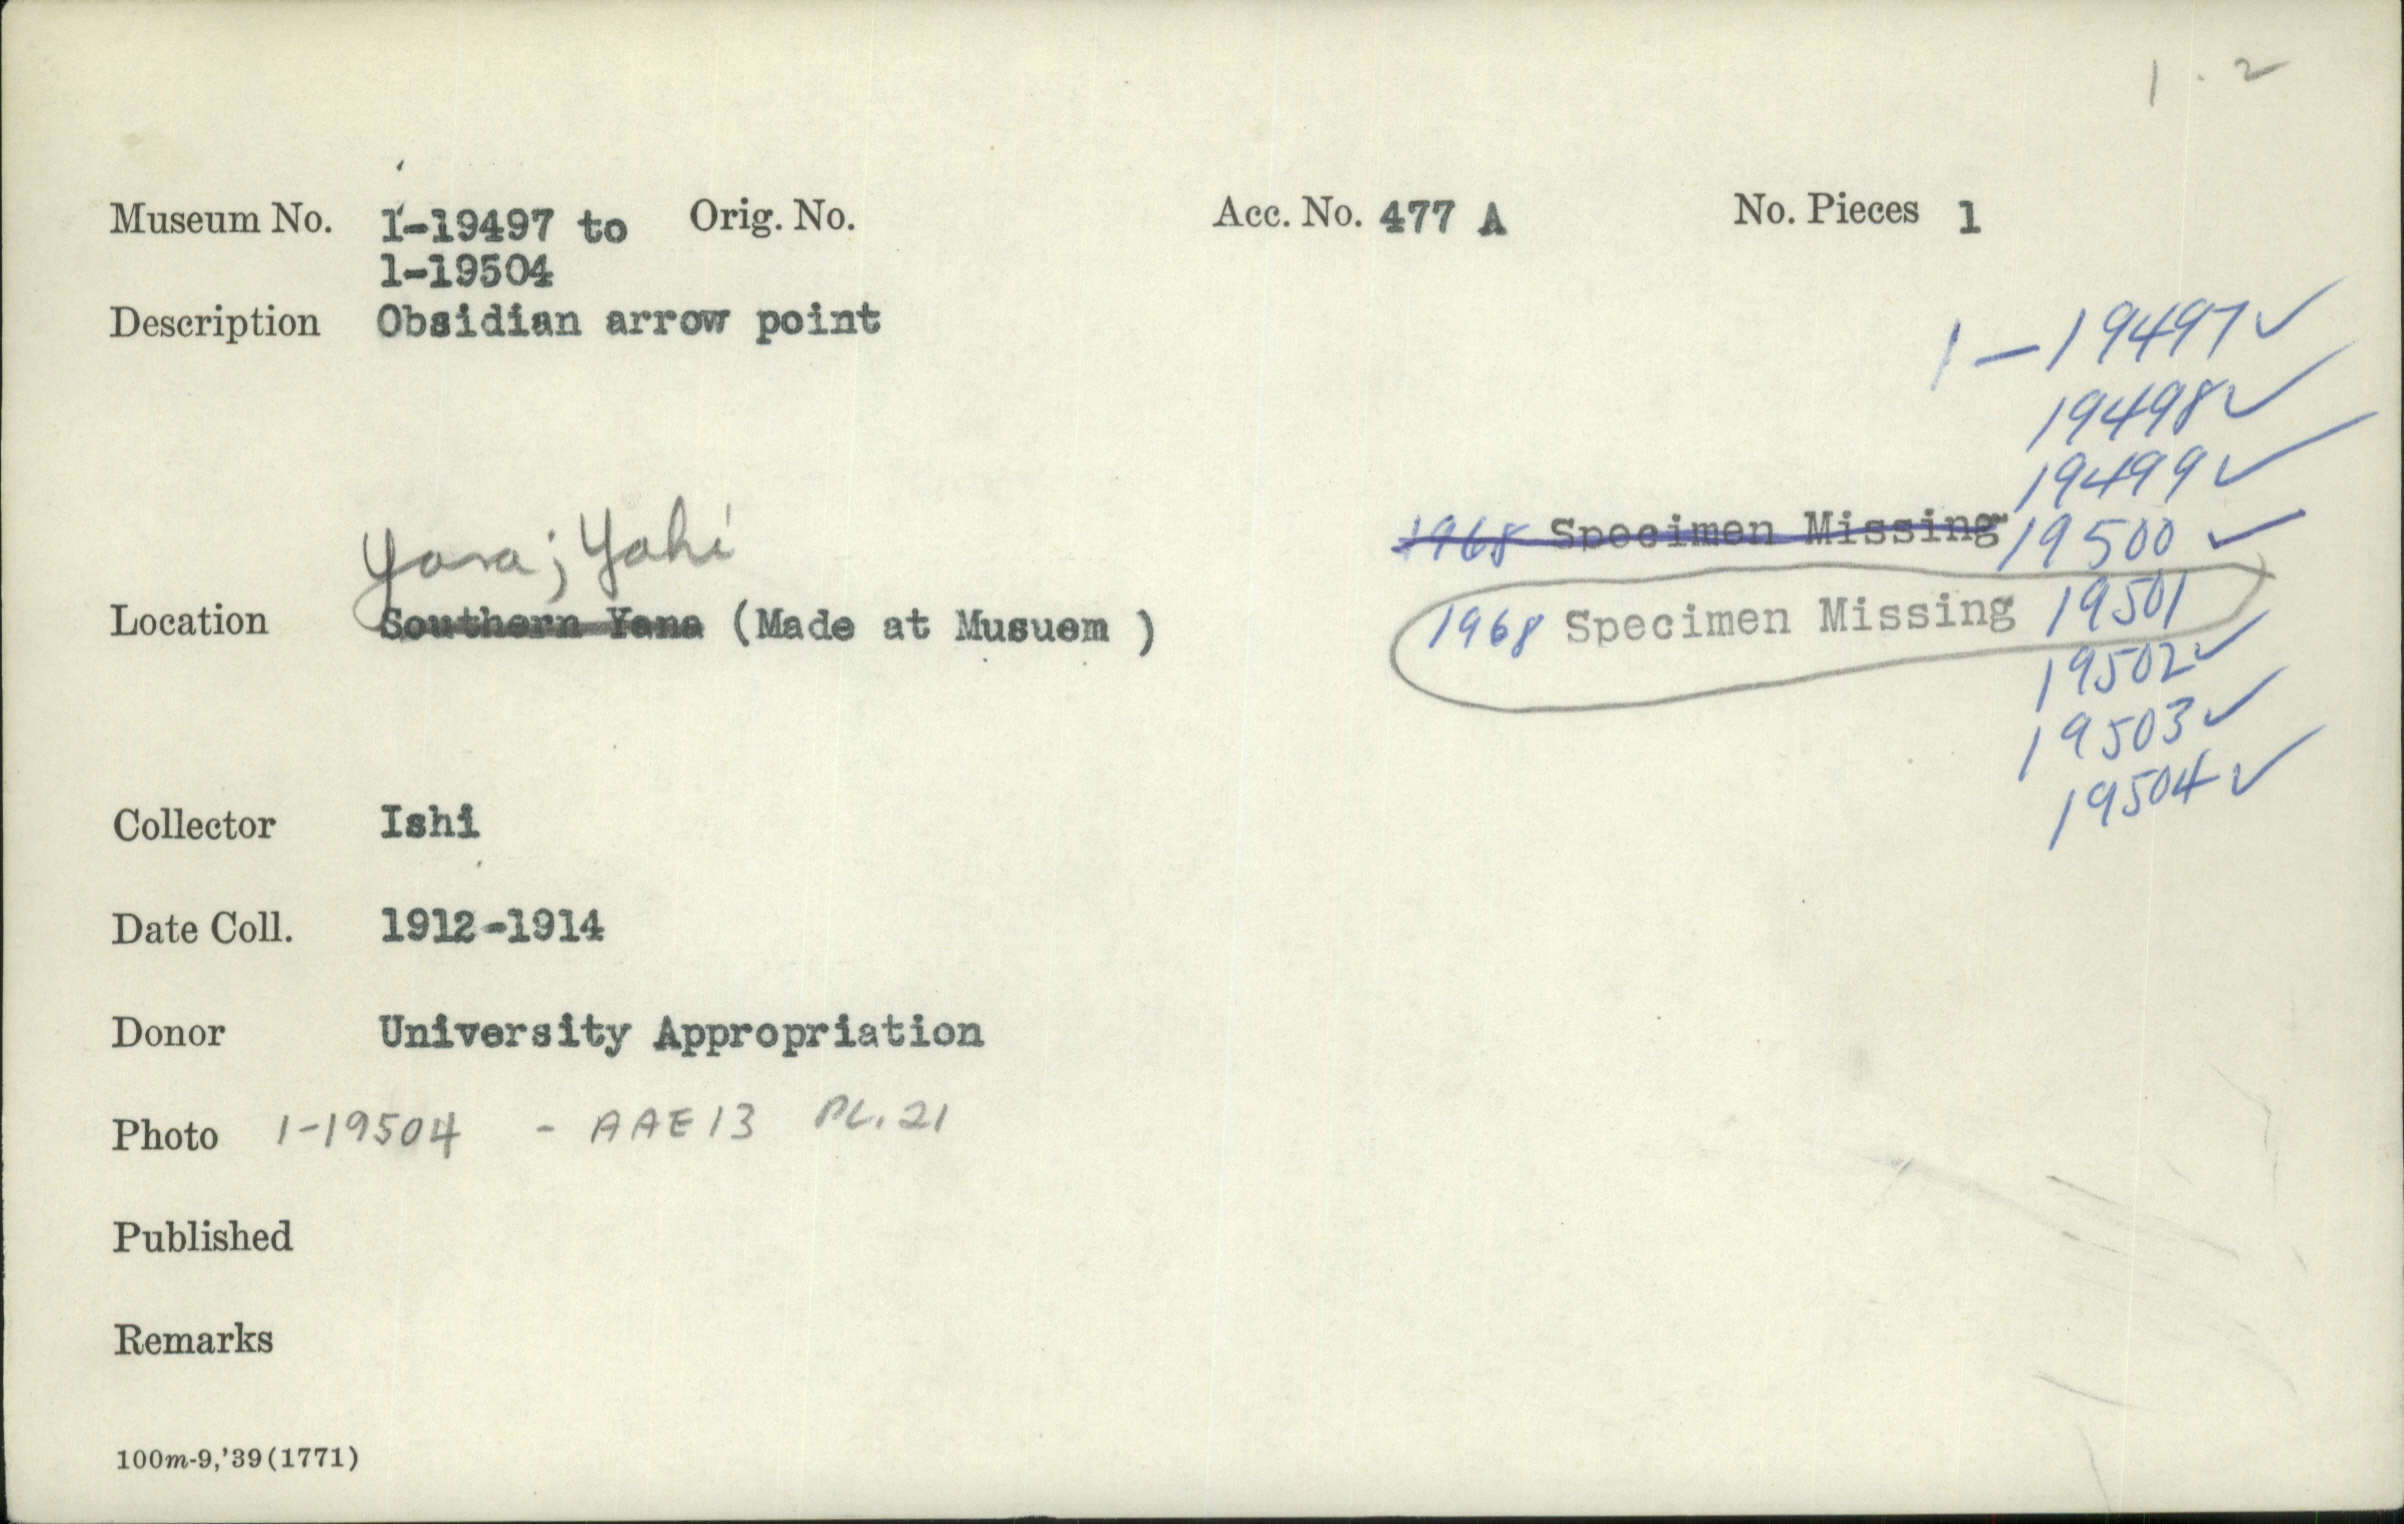 1.2
Museum No. 1-19497 to Orig. No. Acc. No. 477 A No. Pieces 1
1-19504
Description Obsidian arrow point
1-19497✓
19498✓
19499✓
1968 Specimen Missing 19500 ✓
Yana; Yahi
1968 Specimen Missing 19501
Location Southern Yana (Made at Musuem )
19502✓
19503✓
19504✓
Collector Ishi
Date Coll. 1912-1914
Donor University Appropriation
Photo 1-19504 - AAE13 PL.21
Published
Remarks
100m-9,'39(1771)